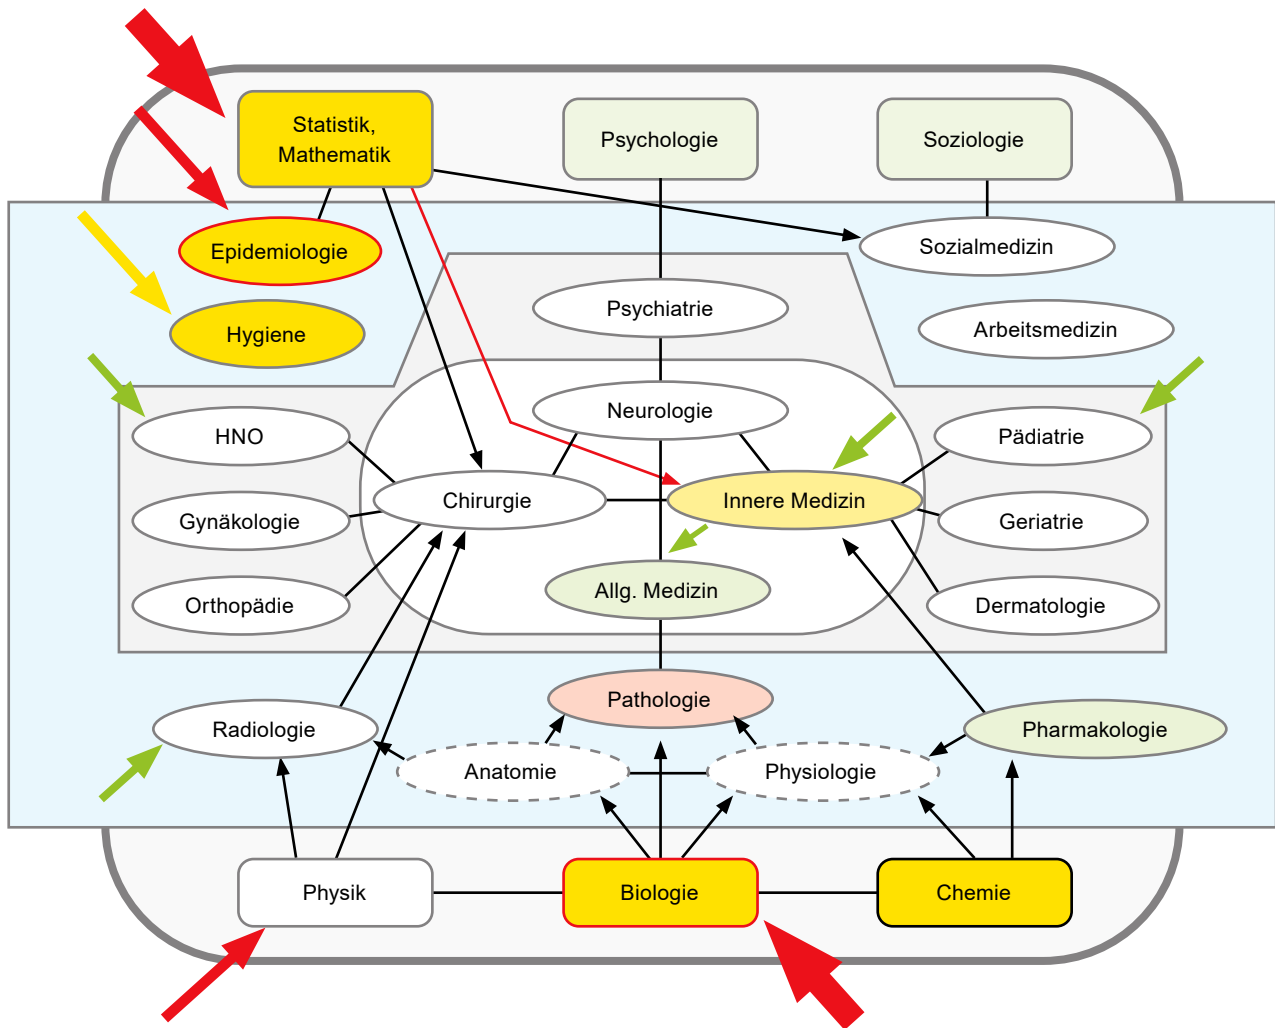 Statistik,
Mathematik
Psychologie
Soziologie
Epidemiologie
Sozialmedizin
Hygiene
Psychiatrie
Arbeitsmedizin
HNO
Neurologie
Pädiatrie
Gynäkologie
Chirurgie
Innere Medizin
Geriatrie
Orthopädie
Allg. Medizin
Dermatologie
Radiologie
Pathologie
Pharmakologie
Anatomie
Physiologie
Physik
Biologie
Chemie